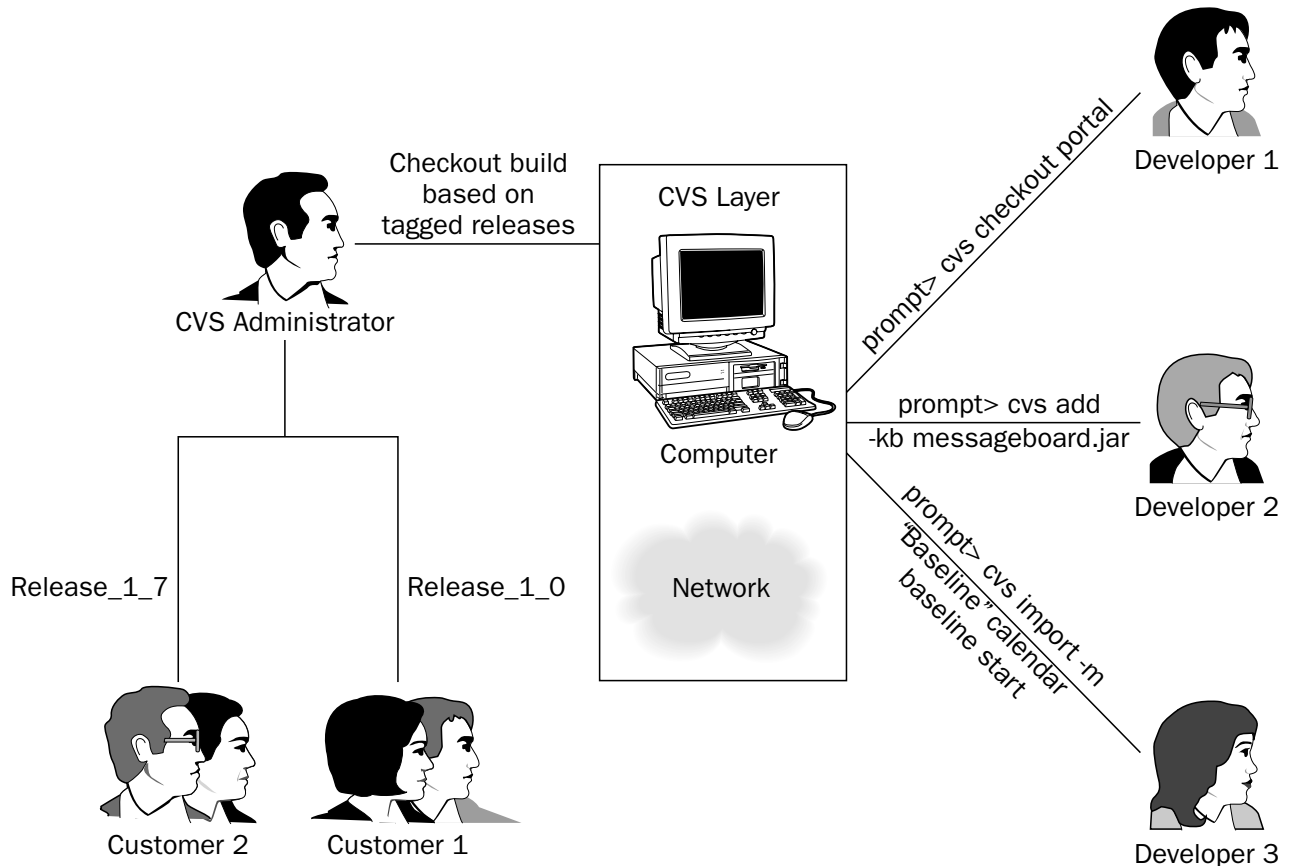 Developer 1
Checkout build
based on
tagged releases
CVS Layer
prompt> cvs checkout portal
CVS Administrator
prompt> cvs add
-kb messageboard.jar
Computer
Developer 2
prompt> cvs import -m
“Baseline” calendar
baseline start
Network
Release_1_7
Release_1_0
Customer 2
Customer 1
Developer 3